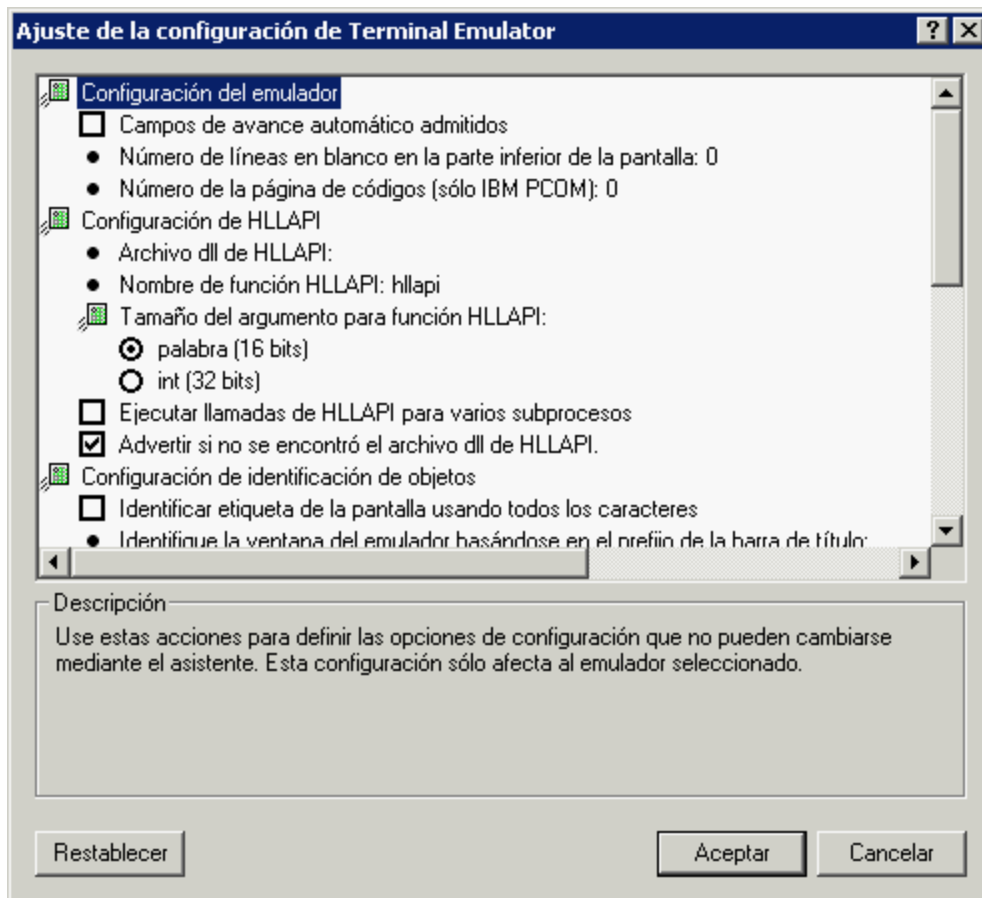 Ajuste de la configuración de Terminal Emulator
Configuración del emulador
Campos de avance automático admitidos
Número de líneas en blanco en la parte inferior de la pantalla: 0
Número de la página de códigos (sólo IBM PCOM): 0
Configuración de HLLAPI
Archivo dll de HLLAPI:
Nombre de función HLLAPI: hllapi
Tamaño del argumento para función HLLAPI:
palabra (16 bits)
int (32 bits)
Ejecutar llamadas de HLLAPI para varios subprocesos
Advertir si no se encontró el archivo dll de HLLAPI.
Configuración de identificación de objetos
Identificar etiqueta de la pantalla usando todos los caracteres
Identifique la ventana del emulador basándose en el prefijo de la barra de título:
Descripción
Use estas acciones para definir las opciones de configuración que no pueden cambiarse
mediante el asistente. Esta configuración sólo afecta al emulador seleccionado.
Restablecer
Aceptar
Cancelar